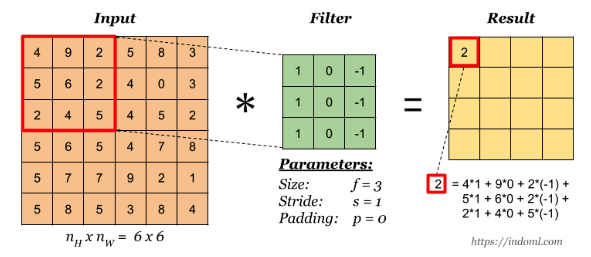 Input
4 9 2 5 8 3
5 6 2 4 0 3
2 4 5 4 5 2
5 6 5 4 7 8
5 7 7 9 2 1
5 8 5 3 8 4
n_H x n_W = 6 x 6
*
Filter
1 0 -1
1 0 -1
1 0 -1
Parameters:
Size: f = 3
Stride: s = 1
Padding: p = 0
=
Result
2
2 = 4*1 + 9*0 + 2*(-1) +
5*1 + 6*0 + 2*(-1) +
2*1 + 4*0 + 5*(-1)
https://indoml.com